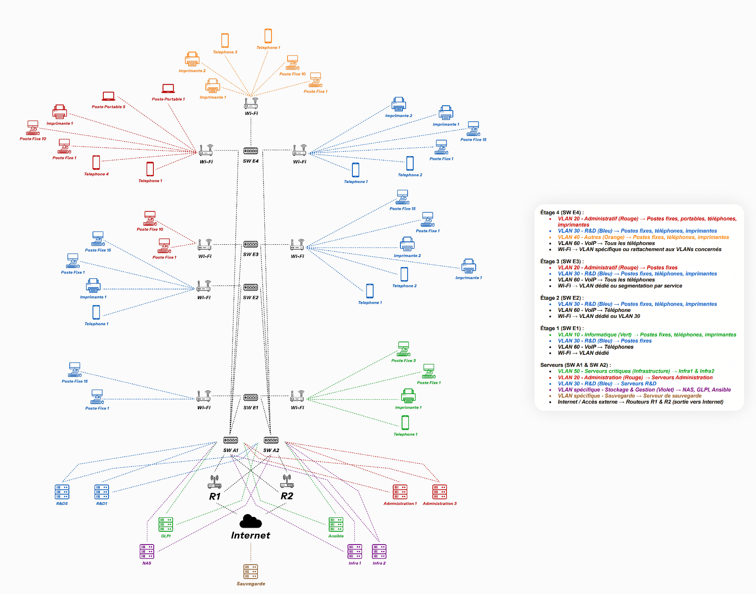 Telephone 5
Telephone 1
Imprimante 2
Poste Fixe 10
Imprimante 1
Poste Fixe 1
Wi-Fi
Poste Portable 5
Poste Portable 1
Imprimante 1
Poste Fixe 10
Poste Fixe 1
Telephone 4
Telephone 1
Wi-Fi
SW E4
Wi-Fi
Imprimante 2
Imprimante 1
Poste Fixe 15
Poste Fixe 1
Telephone 2
Telephone 1
Poste Fixe 10
Poste Fixe 1
Wi-Fi
SW E3
Wi-Fi
Poste Fixe 15
Poste Fixe 1
Imprimante 2
Imprimante 1
Telephone 2
Telephone 1
Poste Fixe 15
Poste Fixe 1
Imprimante 1
Telephone 1
Wi-Fi
SW E2
Poste Fixe 15
Poste Fixe 1
Wi-Fi
SW E1
Wi-Fi
Poste Fixe 3
Poste Fixe 1
Imprimante 1
Telephone 1
SW A1
SW A2
R&D5
R&D1
R1
R2
Administration 1
Administration 3
GLPI
Internet
Ansible
NAS
Infra 1
Infra 2
Sauvegarde
Étage 4 (SW E4) :
• VLAN 20 - Administratif (Rouge) → Postes fixes, portables, téléphones,
imprimantes
• VLAN 30 - R&D (Bleu) → Postes fixes, téléphones, imprimantes
• VLAN 40 - Autres (Orange) → Postes fixes, téléphones, imprimantes
• VLAN 60 - VoIP → Tous les téléphones
• Wi-Fi → VLAN spécifique ou rattachement aux VLANs concernés
Étage 3 (SW E3) :
• VLAN 20 - Administratif (Rouge) → Postes fixes
• VLAN 30 - R&D (Bleu) → Postes fixes, téléphones, imprimantes
• VLAN 60 - VoIP → Tous les téléphones
• Wi-Fi → VLAN dédié ou segmentation par service
Étage 2 (SW E2) :
• VLAN 30 - R&D (Bleu) → Postes fixes, téléphones, imprimantes
• VLAN 60 - VoIP → Téléphone
• Wi-Fi → VLAN dédié ou VLAN 30
Étage 1 (SW E1) :
• VLAN 10 - Informatique (Vert) → Postes fixes, téléphones, imprimantes
• VLAN 30 - R&D (Bleu) → Postes fixes
• VLAN 60 - VoIP → Téléphones
• Wi-Fi → VLAN dédié
Serveurs (SW A1 & SW A2) :
• VLAN 50 - Serveurs critiques (Infrastructure) → Infra1 & Infra2
• VLAN 20 - Administration (Rouge) → Serveurs Administration
• VLAN 30 - R&D (Bleu) → Serveurs R&D
• VLAN spécifique - Stockage & Gestion (Violet) → NAS, GLPI, Ansible
• VLAN spécifique - Sauvegarde → Serveur de sauvegarde
• Internet / Accès externe → Routeurs R1 & R2 (sortie vers Internet)